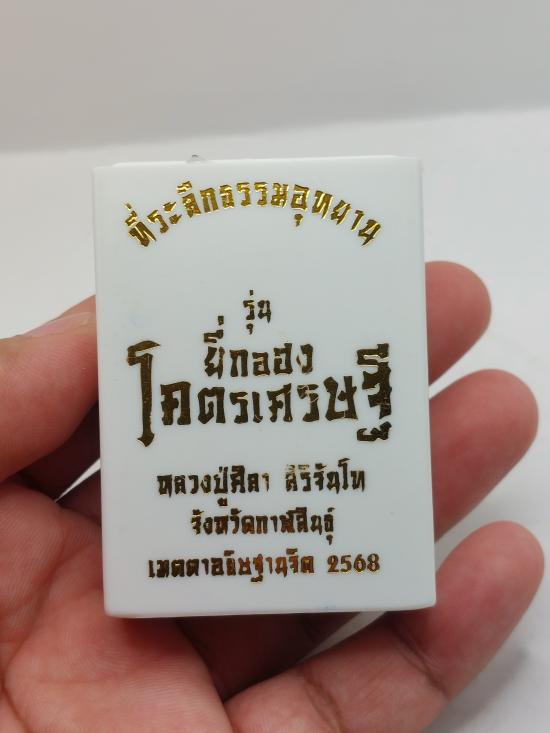 ที่ระลึกธรรมอุทยาน
รุ่น
ยี่กอฮง
โคตรเศรษฐี
หลวงปู่ศิลา สิริจันโท
จังหวัดกาฬสินธุ์
เมตตาอธิษฐานจิต 2568